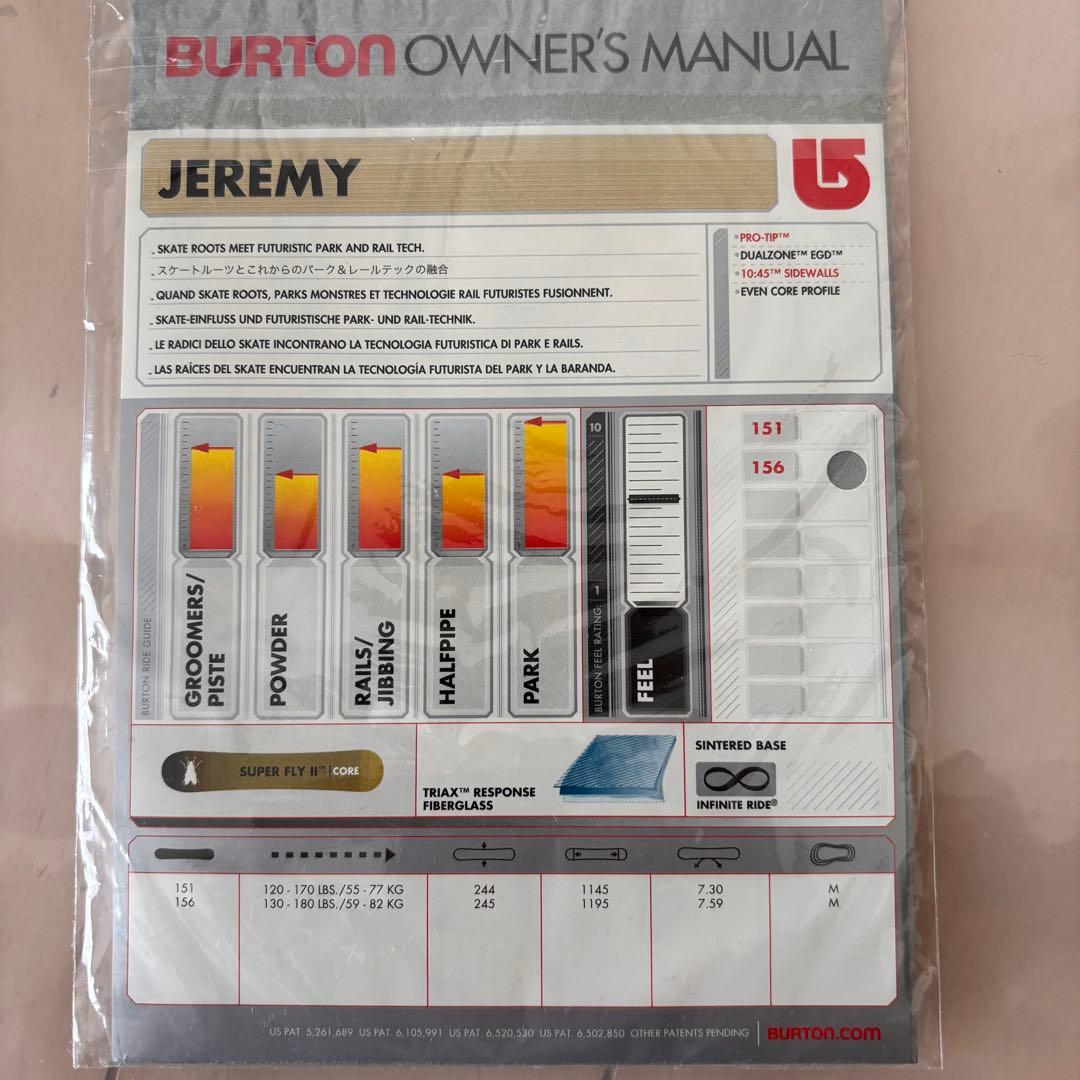 BURTON OWNER'S MANUAL
JEREMY
- SKATE ROOTS MEET FUTURISTIC PARK AND RAIL TECH.
- スケートルーツとこれからのパーク&レールテックの融合
- QUAND SKATE ROOTS, PARKS MONSTRES ET TECHNOLOGIE RAIL FUTURISTES FUSIONNENT.
- SKATE-EINFLUSS UND FUTURISTISCHE PARK- UND RAIL-TECHNIK.
- LE RADICI DELLO SKATE INCONTRANO LA TECNOLOGIA FUTURISTICA DI PARK E RAILS.
- LAS RAÍCES DEL SKATE ENCUENTRAN LA TECNOLOGÍA FUTURISTA DEL PARK Y LA BARANDA.
• PRO-TIP™
• DUALZONE™ EGD™
• 10:45™ SIDEWALLS
• EVEN CORE PROFILE
BURTON RIDE GUIDE:
GROOMERS/
PISTE
POWDER
RAILS/
JIBBING
HALFPIPE
PARK
BURTON FEEL RATING: 1
10
FEEL
151
156
SUPER FLY II™ CORE
TRIAX™ RESPONSE
FIBERGLASS
SINTERED BASE
INFINITE RIDE®
151 120 - 170 LBS./55 - 77 KG 244 1145 7.30 M
156 130 - 180 LBS./59 - 82 KG 245 1195 7.59 M
US PAT. 5,261,689 US PAT. 6,105,991 US PAT. 6,520,530 US PAT. 6,502,850 OTHER PATENTS PENDING BURTON.COM